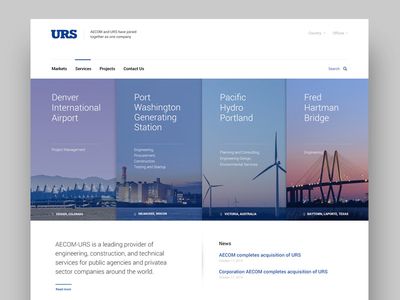 URS
AECOM and URS have joined
together as one company
Country
Offices
Markets
Services
Projects
Contact Us
Search
Denver
International
Airport
Project Management
DENVER, COLORADO
Port
Washington
Generating
Station
Engineering
Procurement
Construction
Testing and Startup
MILWAUKEE,
Pacific
Hydro
Portland
Planning and Consulting
Engineering Design
Environmental Services
VICTORIA, AUSTRALIA
Fred
Hartman
Bridge
Engineering
BAYTOWN, LAPORTE, TEXAS
AECOM-URS is a leading provider of
engineering, construction, and technical
services for public agencies and privatea
sector companies around the world.
Read more
News
AECOM completes acquisition of URS
Corporation AECOM completes acquisition of URS